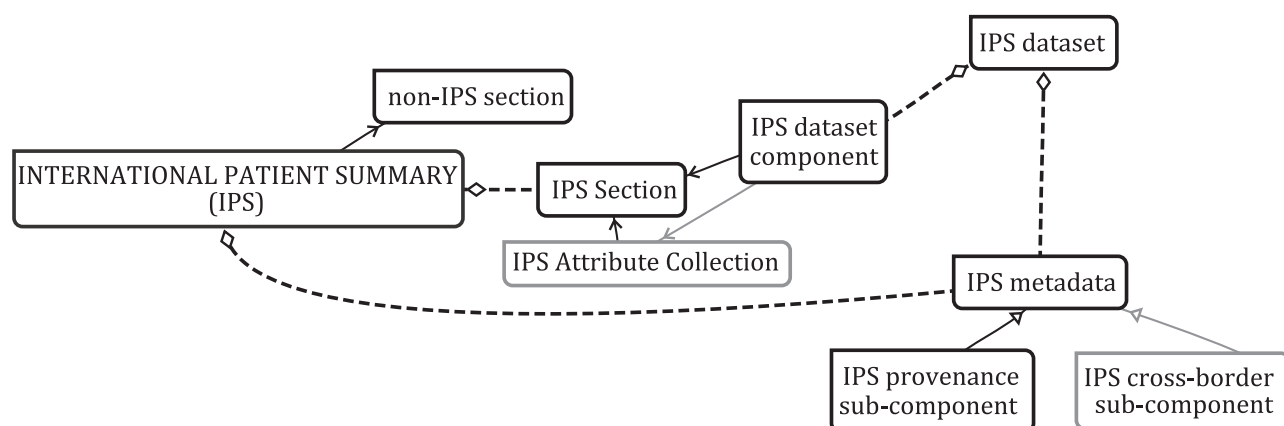 IPS dataset
non-IPS section
IPS dataset
component
INTERNATIONAL PATIENT SUMMARY
(IPS)
IPS Section
IPS Attribute Collection
IPS metadada
IPS provenance
sub-component
IPS cross-border
sub-component